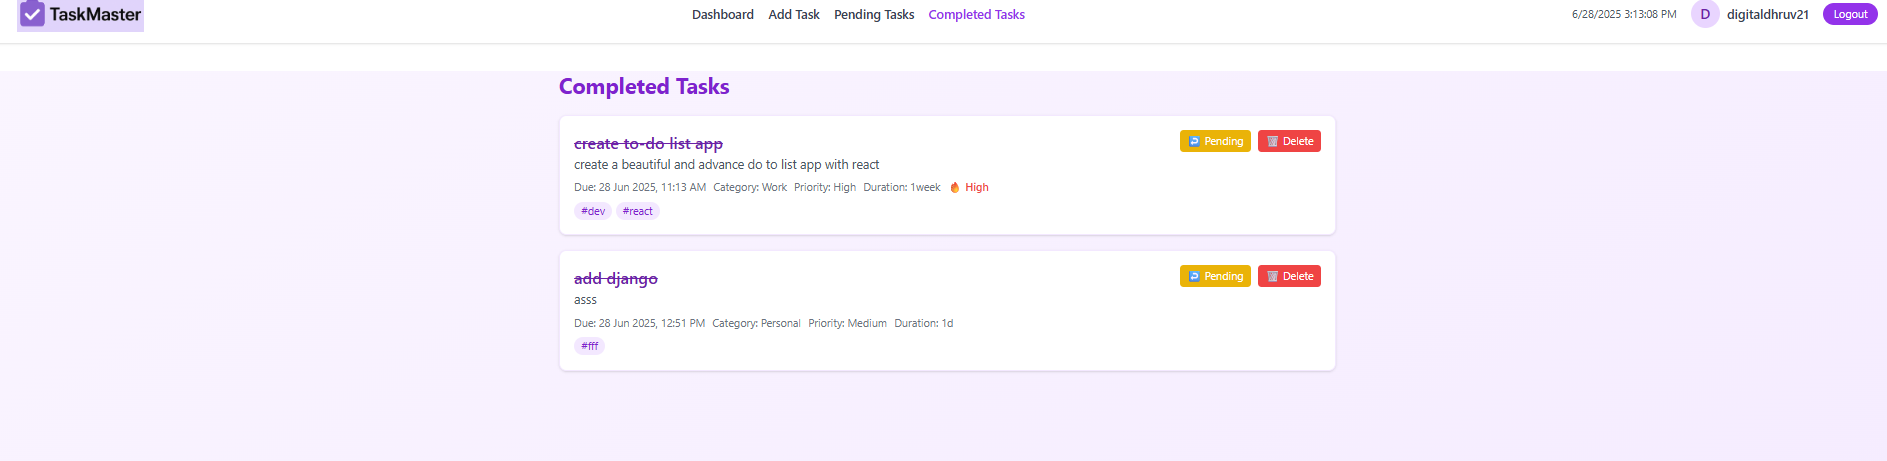 TaskMaster Dashboard Add Task Pending Tasks Completed Tasks 6/28/2025 3:13:08 PM D digitaldhruv21 Logout
Completed Tasks
create to-do list app Pending Delete
create a beautiful and advance do to list app with react
Due: 28 Jun 2025, 11:13 AM Category: Work Priority: High Duration: 1week 🔥 High
#dev #react
add django Pending Delete
asss
Due: 28 Jun 2025, 12:51 PM Category: Personal Priority: Medium Duration: 1d
#fff